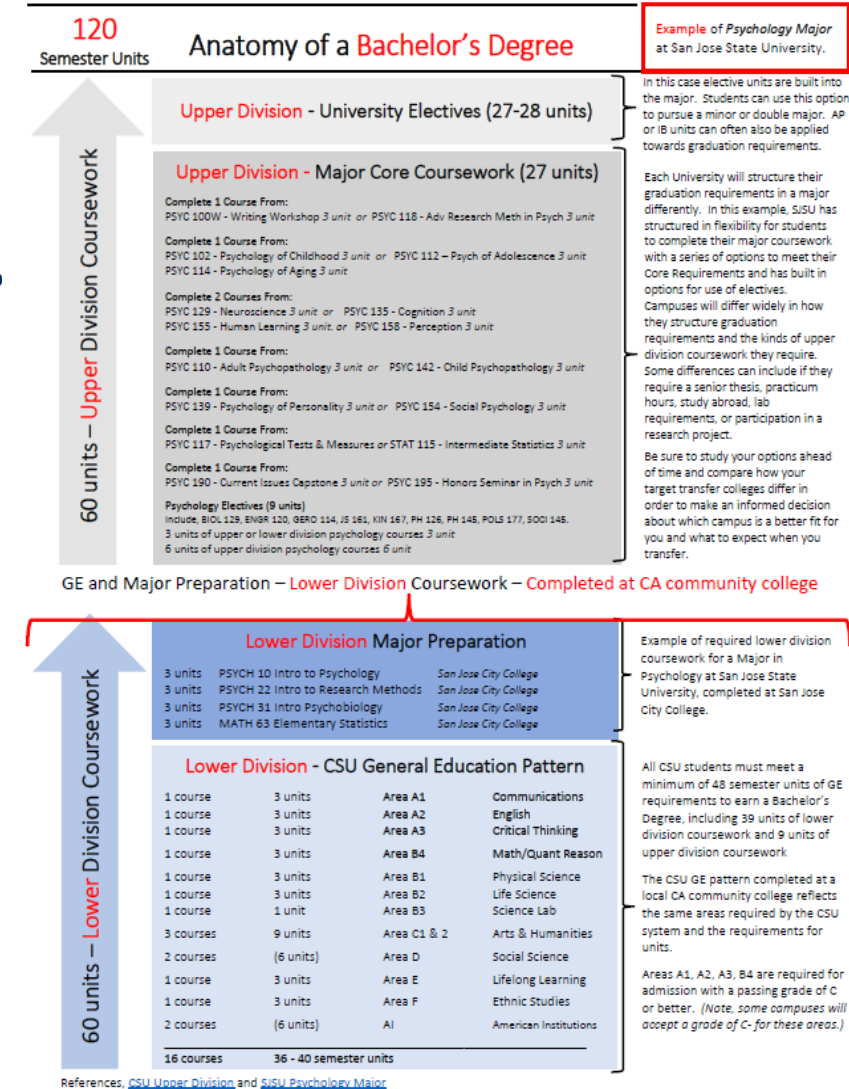 120
Semester Units
Anatomy of a Bachelor's Degree
Example of Psychology Major
at San Jose State University.
60 units – Upper Division Coursework
Upper Division - University Electives (27-28 units)
In this case elective units are built into
the major. Students can use this option
to pursue a minor or double major. AP
or IB units can often also be applied
towards graduation requirements.
Upper Division - Major Core Coursework (27 units)
Complete 1 Course From:
PSYC 100W - Writing Workshop 3 unit or PSYC 118 - Adv Research Meth in Psych 3 unit
Complete 1 Course From:
PSYC 102 - Psychology of Childhood 3 unit or PSYC 112 – Psych of Adolescence 3 unit
PSYC 114 - Psychology of Aging 3 unit
Complete 2 Courses From:
PSYC 129 - Neuroscience 3 unit or PSYC 135 - Cognition 3 unit
PSYC 155 - Human Learning 3 unit. or PSYC 158 - Perception 3 unit
Complete 1 Course From:
PSYC 110 - Adult Psychopathology 3 unit or PSYC 142 - Child Psychopathology 3 unit
Complete 1 Course From:
PSYC 139 - Psychology of Personality 3 unit or PSYC 154 - Social Psychology 3 unit
Complete 1 Course From:
PSYC 117 - Psychological Tests & Measures or STAT 115 - Intermediate Statistics 3 unit
Complete 1 Course From:
PSYC 190 - Current Issues Capstone 3 unit or PSYC 195 - Honors Seminar in Psych 3 unit
Psychology Electives (9 units)
Include, BIOL 129, ENGR 120, GERO 114, JS 161, KIN 167, PH 126, PH 145, POLS 177, SOCI 145.
3 units of upper or lower division psychology courses 3 unit
6 units of upper division psychology courses 6 unit
Each University will structure their
graduation requirements in a major
differently. In this example, SJSU has
structured in flexibility for students
to complete their major coursework
with a series of options to meet their
Core Requirements and has built in
options for use of electives.
Campuses will differ widely in how
they structure graduation
requirements and the kinds of upper
division coursework they require.
Some differences can include if they
require a senior thesis, practicum
hours, study abroad, lab
requirements, or participation in a
research project.
Be sure to study your options ahead
of time and compare how your
target transfer colleges differ in
order to make an informed decision
about which campus is a better fit for
you and what to expect when you
transfer.
GE and Major Preparation – Lower Division Coursework – Completed at CA community college
60 units – Lower Division Coursework
Lower Division Major Preparation
3 units PSYCH 10 Intro to Psychology San Jose City College
3 units PSYCH 22 Intro to Research Methods San Jose City College
3 units PSYCH 31 Intro Psychobiology San Jose City College
3 units MATH 63 Elementary Statistics San Jose City College
Example of required lower division
coursework for a Major in
Psychology at San Jose State
University, completed at San Jose
City College.
Lower Division - CSU General Education Pattern
1 course 3 units Area A1 Communications
1 course 3 units Area A2 English
1 course 3 units Area A3 Critical Thinking
1 course 3 units Area B4 Math/Quant Reason
1 course 3 units Area B1 Physical Science
1 course 3 units Area B2 Life Science
1 course 1 unit Area B3 Science Lab
3 courses 9 units Area C1 & 2 Arts & Humanities
2 courses (6 units) Area D Social Science
1 course 3 units Area E Lifelong Learning
1 course 3 units Area F Ethnic Studies
2 courses (6 units) AI American Institutions
16 courses 36 - 40 semester units
All CSU students must meet a
minimum of 48 semester units of GE
requirements to earn a Bachelor's
Degree, including 39 units of lower
division coursework and 9 units of
upper division coursework
The CSU GE pattern completed at a
local CA community college reflects
the same areas required by the CSU
system and the requirements for
units.
Areas A1, A2, A3, B4 are required for
admission with a passing grade of C
or better. (Note, some campuses will
accept a grade of C- for these areas.)
References, CSU Upper Division and SJSU Psychology Major